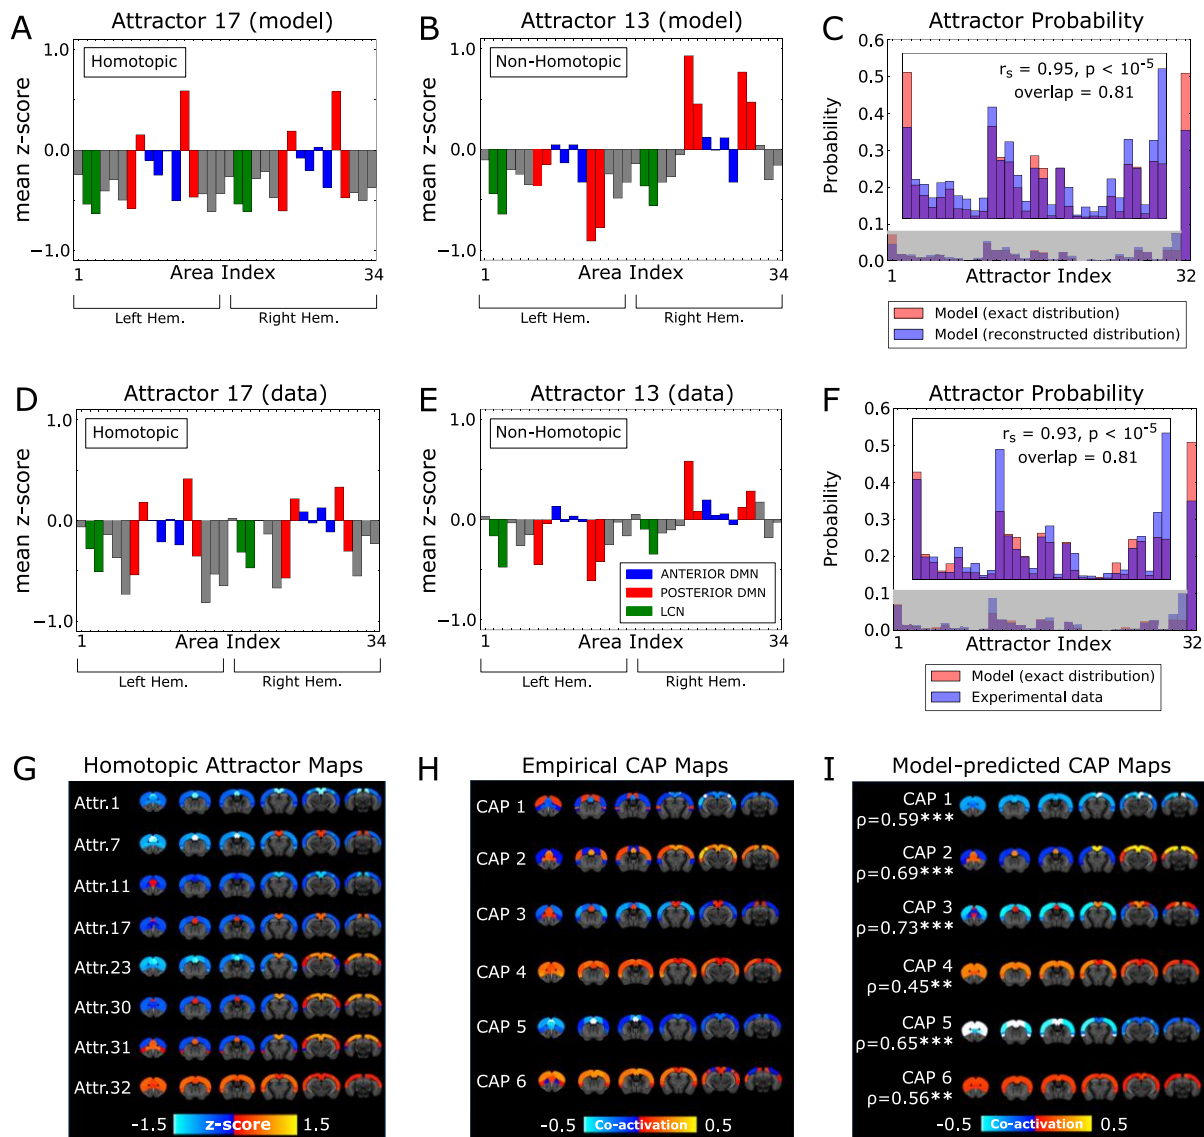 A
Attractor 17 (model)
1.0
Homotopic
0.0
−1.0
mean z-score
1
Area Index
34
Left Hem.
Right Hem.
B
Attractor 13 (model)
1.0
Non-Homotopic
0.0
−1.0
mean z-score
1
Area Index
34
Left Hem.
Right Hem.
C
Attractor Probability
0.6
0.5
0.4
0.3
0.2
0.1
0.0
Probability
rs = 0.95, p < 10-5
overlap = 0.81
1
Attractor Index
32
Model (exact distribution)
Model (reconstructed distribution)
D
Attractor 17 (data)
1.0
Homotopic
0.0
−1.0
mean z-score
1
Area Index
34
Left Hem.
Right Hem.
E
Attractor 13 (data)
1.0
Non-Homotopic
0.0
−1.0
mean z-score
ANTERIOR DMN
POSTERIOR DMN
LCN
1
Area Index
34
Left Hem.
Right Hem.
F
Attractor Probability
0.6
0.5
0.4
0.3
0.2
0.1
0.0
Probability
rs = 0.93, p < 10-5
overlap = 0.81
1
Attractor Index
32
Model (exact distribution)
Experimental data
G
Homotopic Attractor Maps
Attr.1
Attr.7
Attr.11
Attr.17
Attr.23
Attr.30
Attr.31
Attr.32
-1.5 z-score 1.5
H
Empirical CAP Maps
CAP 1
CAP 2
CAP 3
CAP 4
CAP 5
CAP 6
-0.5 Co-activation 0.5
I
Model-predicted CAP Maps
CAP 1
ρ=0.59***
CAP 2
ρ=0.69***
CAP 3
ρ=0.73***
CAP 4
ρ=0.45**
CAP 5
ρ=0.65***
CAP 6
ρ=0.56**
-0.5 Co-activation 0.5